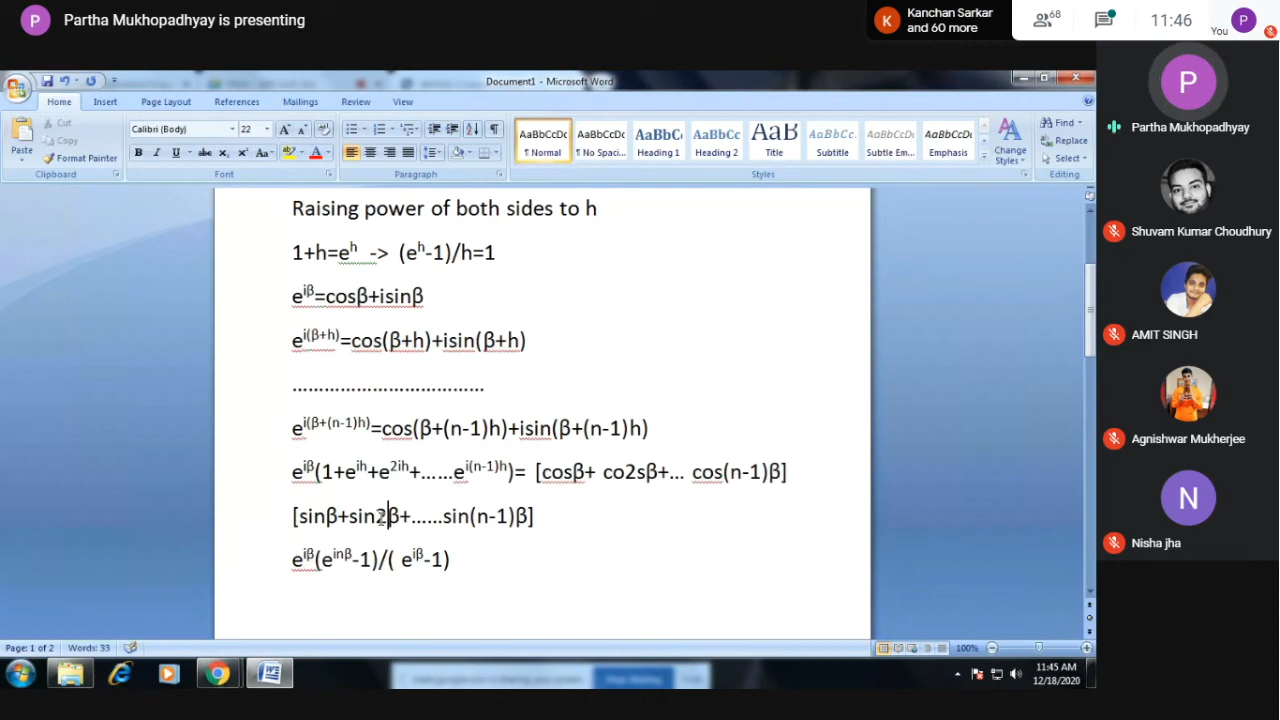 Partha Mukhopadhyay is presenting
Kanchan Sarkar
and 60 more
68
11:46
You
Document1 - Microsoft Word
Home Insert Page Layout References Mailings Review View
Paste
Cut
Copy
Format Painter
Clipboard
Calibri (Body) 22
Font
Paragraph
AaBbCcDc AaBbCcDc AaBbCc AaBbCc AaB AaBbCc. AaBbCcDc AaBbCcDc
¶ Normal ¶ No Spaci... Heading 1 Heading 2 Title Subtitle Subtle Em... Emphasis
Styles
Change Styles
Find
Replace
Select
Editing
Raising power of both sides to h
1+h=eʰ -> (eʰ-1)/h=1
e^iβ=cosβ+isinβ
e^i(β+h)=cos(β+h)+isin(β+h)
....................................
e^i(β+(n-1)h)=cos(β+(n-1)h)+isin(β+(n-1)h)
e^iβ(1+e^ih+e^2ih+......e^i(n-1)h)= [cosβ+ co2sβ+... cos(n-1)β]
[sinβ+sin2β+......sin(n-1)β]
e^iβ(e^inβ-1)/( e^iβ-1)
Page: 1 of 2 Words: 33
100%
11:45 AM
12/18/2020
P
Partha Mukhopadhyay
Shuvam Kumar Choudhury
AMIT SINGH
Agnishwar Mukherjee
N
Nisha jha